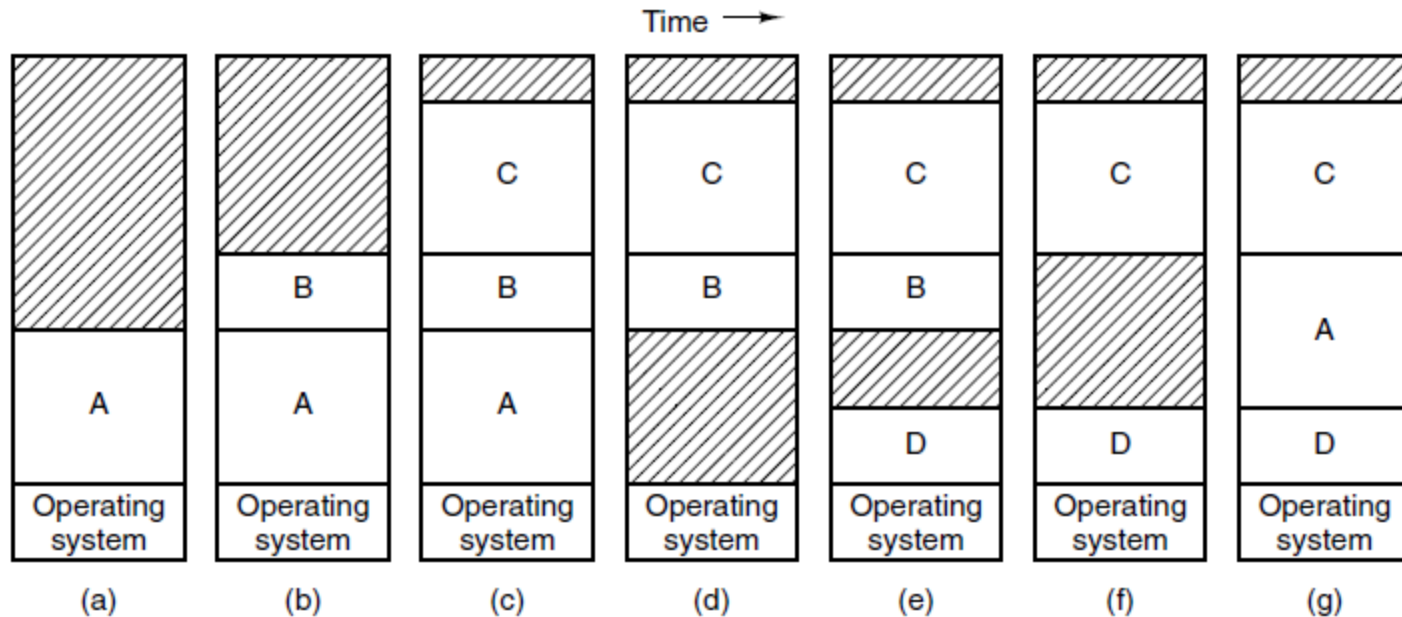 Time
C C C C C
B B B B
A A A A
D D D
Operating system Operating system Operating system Operating system Operating system Operating system Operating system
(a) (b) (c) (d) (e) (f) (g)